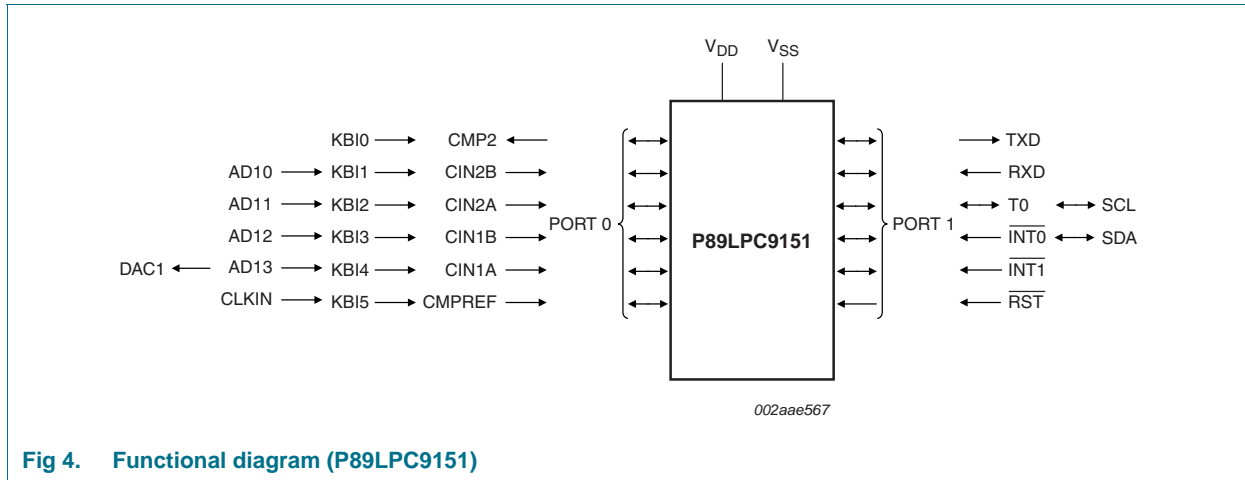 VDD VSS
KBI0 CMP2 TXD
AD10 KBI1 CIN2B RXD
AD11 KBI2 CIN2A T0 SCL
PORT 0 P89LPC9151 PORT 1
AD12 KBI3 CIN1B INT0 SDA
DAC1 AD13 KBI4 CIN1A INT1
CLKIN KBI5 CMPREF RST
002aae567
Fig 4. Functional diagram (P89LPC9151)